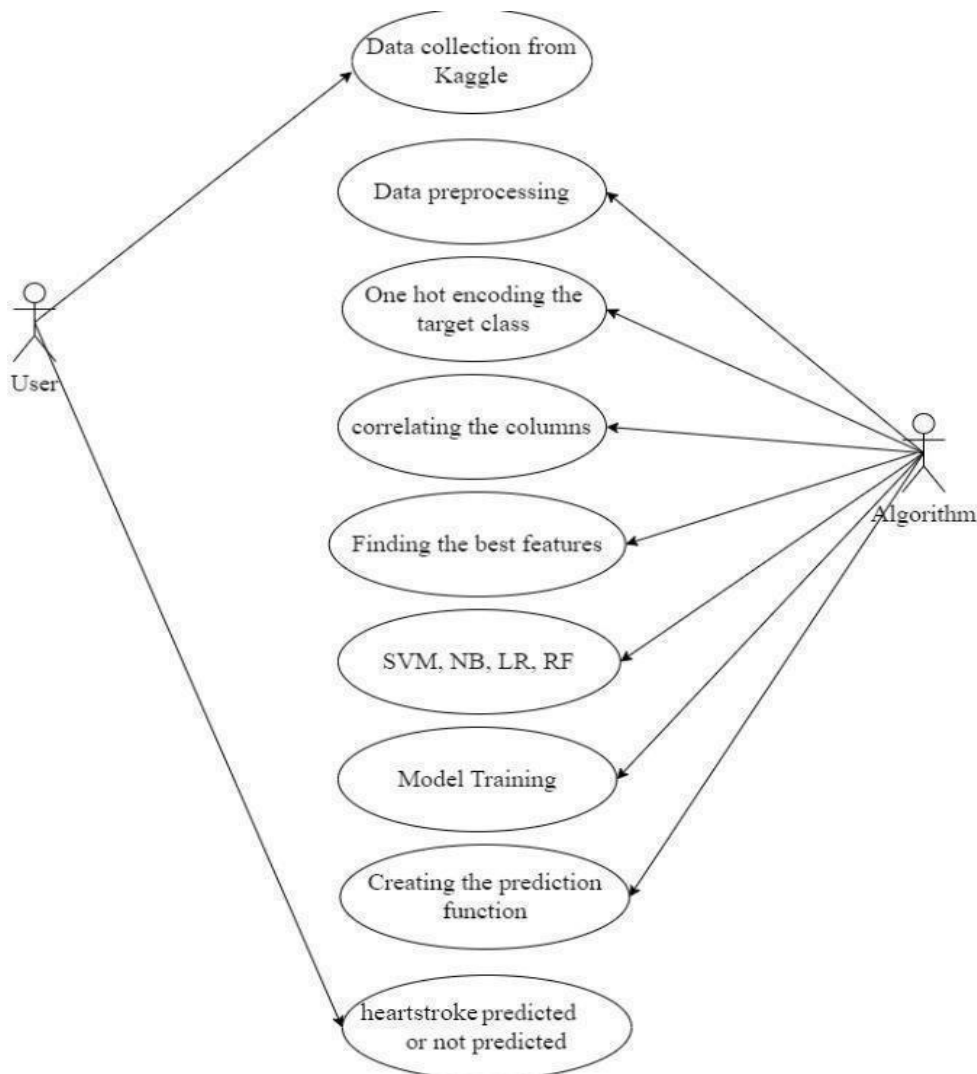 Data collection from
Kaggle
Data preprocessing
One hot encoding the
target class
User
correlating the columns
Algorithm
Finding the best features
SVM, NB, LR, RF
Model Training
Creating the prediction
function
heartstroke predicted
or not predicted